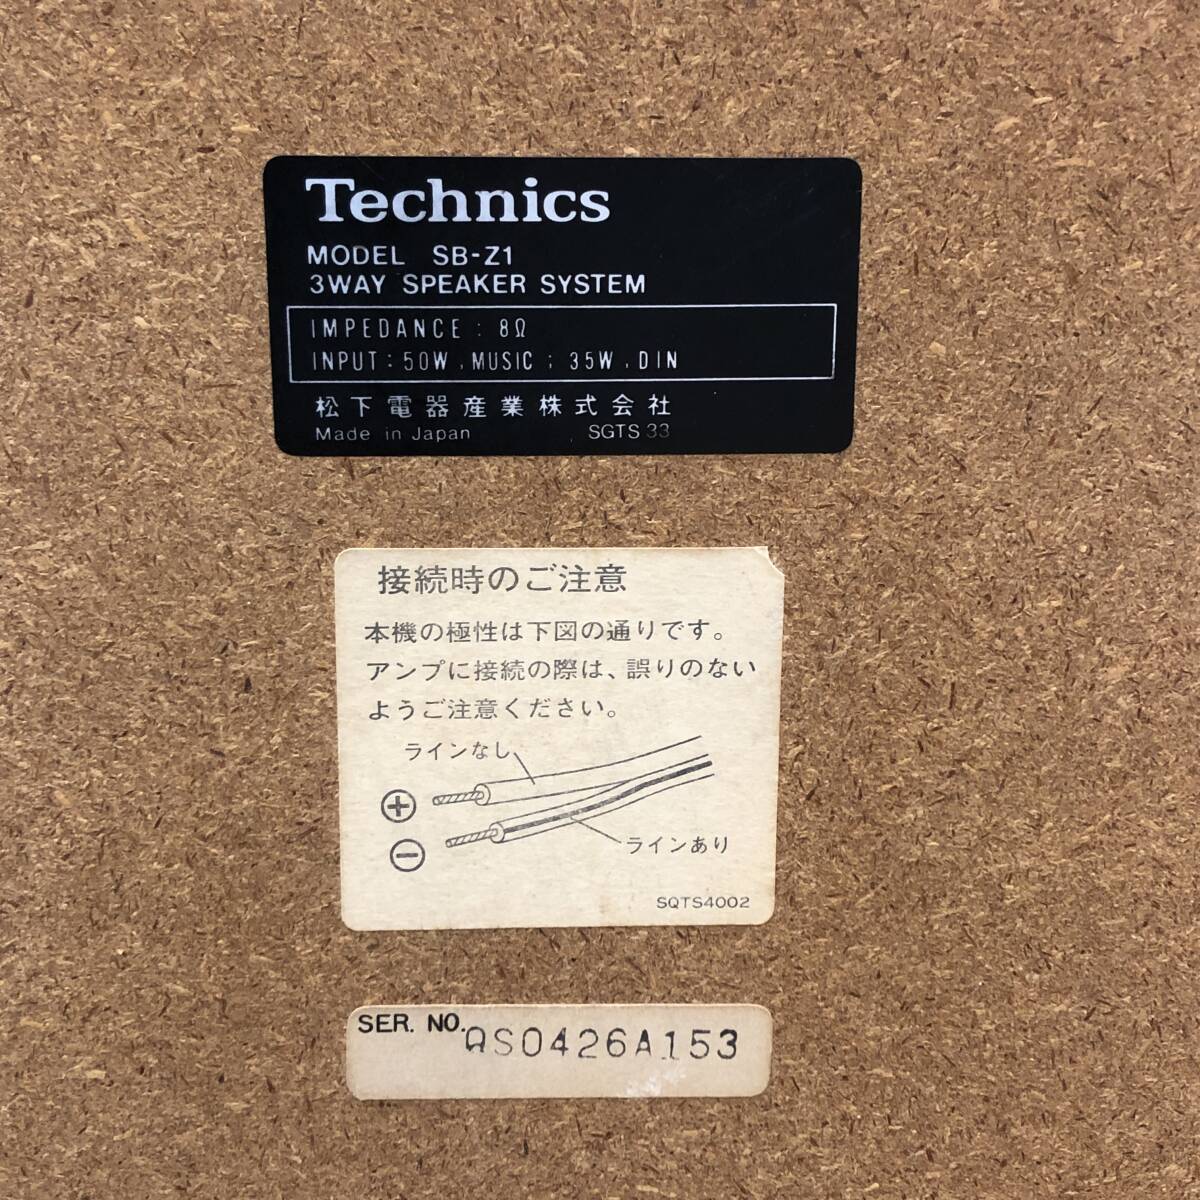 Technics
MODEL SB-Z1
3WAY SPEAKER SYSTEM
IMPEDANCE : 8Ω
INPUT : 50W , MUSIC ; 35W , DIN
松下電器産業株式会社
Made in Japan SGTS 33
接続時のご注意
本機の極性は下図の通りです。
アンプに接続の際は、誤りのない
ようご注意ください。
ラインなし
⊕
⊖
ラインあり
SQTS4002
SER. NO. QS0426A153